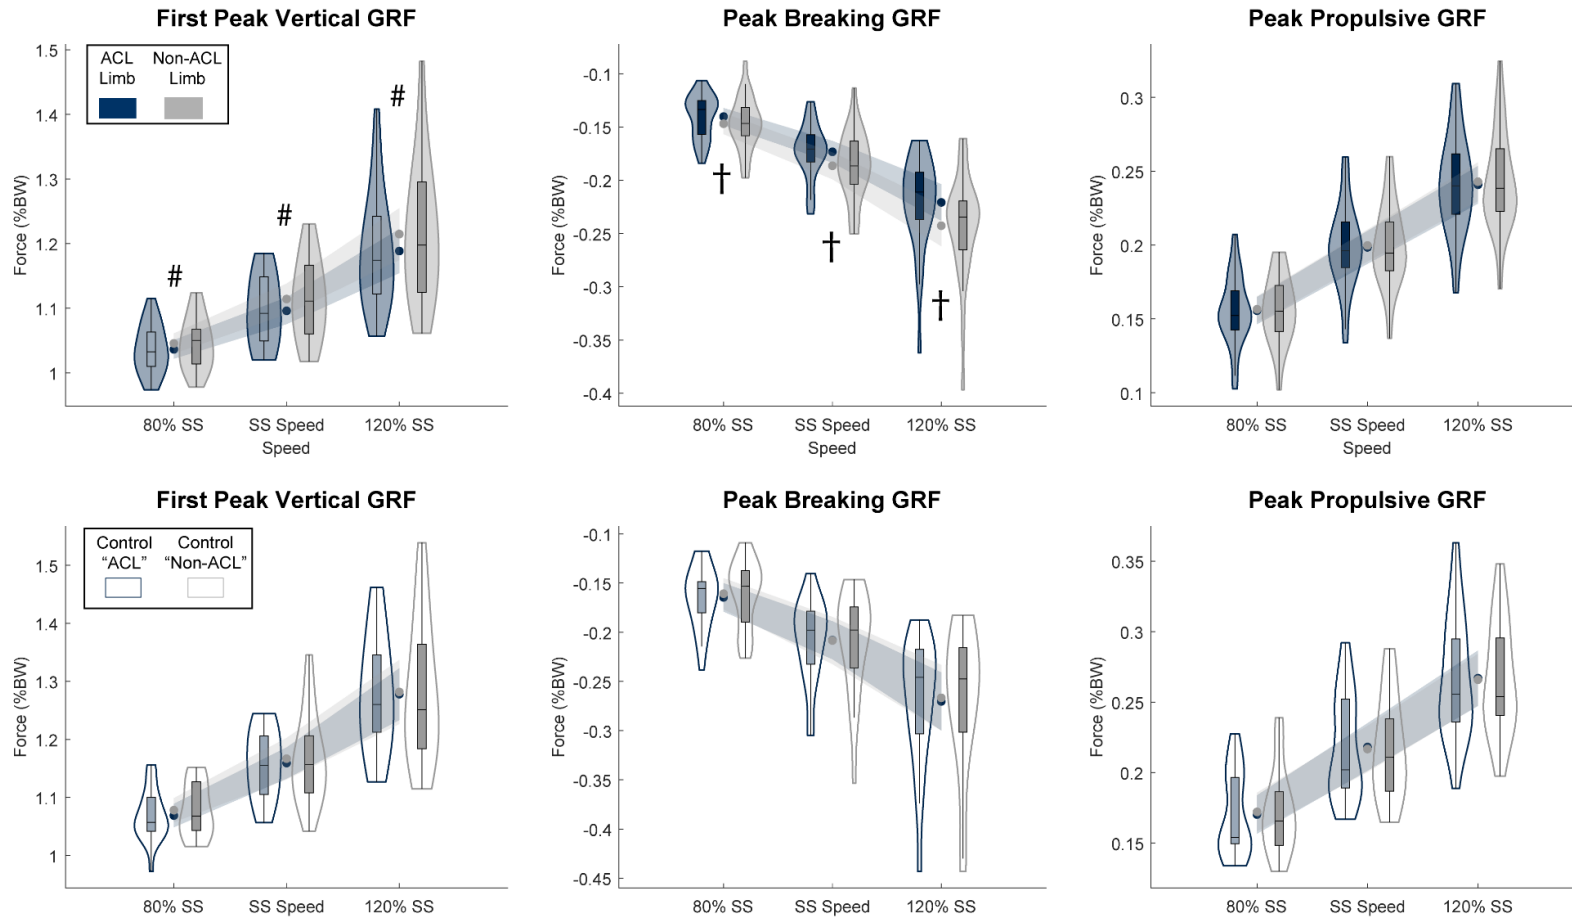 First Peak Vertical GRF
1.5
1.4
1.3
1.2
1.1
1
Force (%BW)
ACL Non-ACL
Limb Limb
#
#
#
80% SS SS Speed 120% SS
Speed
Peak Breaking GRF
-0.1
-0.15
-0.2
-0.25
-0.3
-0.35
-0.4
Force (%BW)
†
†
†
80% SS SS Speed 120% SS
Speed
Peak Propulsive GRF
0.3
0.25
0.2
0.15
0.1
Force (%BW)
80% SS SS Speed 120% SS
Speed
First Peak Vertical GRF
1.5
1.4
1.3
1.2
1.1
1
Force (%BW)
Control Control
“ACL” “Non-ACL”
80% SS SS Speed 120% SS
Peak Breaking GRF
-0.1
-0.15
-0.2
-0.25
-0.3
-0.35
-0.4
-0.45
Force (%BW)
80% SS SS Speed 120% SS
Peak Propulsive GRF
0.35
0.3
0.25
0.2
0.15
Force (%BW)
80% SS SS Speed 120% SS